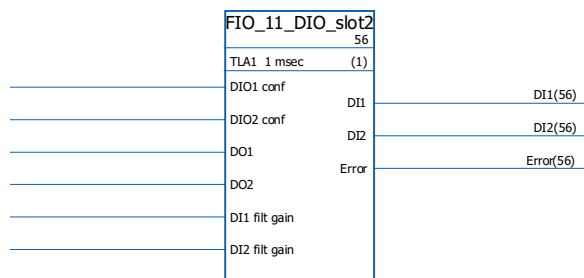 FIO_11_DIO_slot2
56
TLA1 1 msec (1)
DIO1 conf
DI1 DI1(56)
DIO2 conf
DI2 DI2(56)
DO1
Error Error(56)
DO2
DI1 filt gain
DI2 filt gain